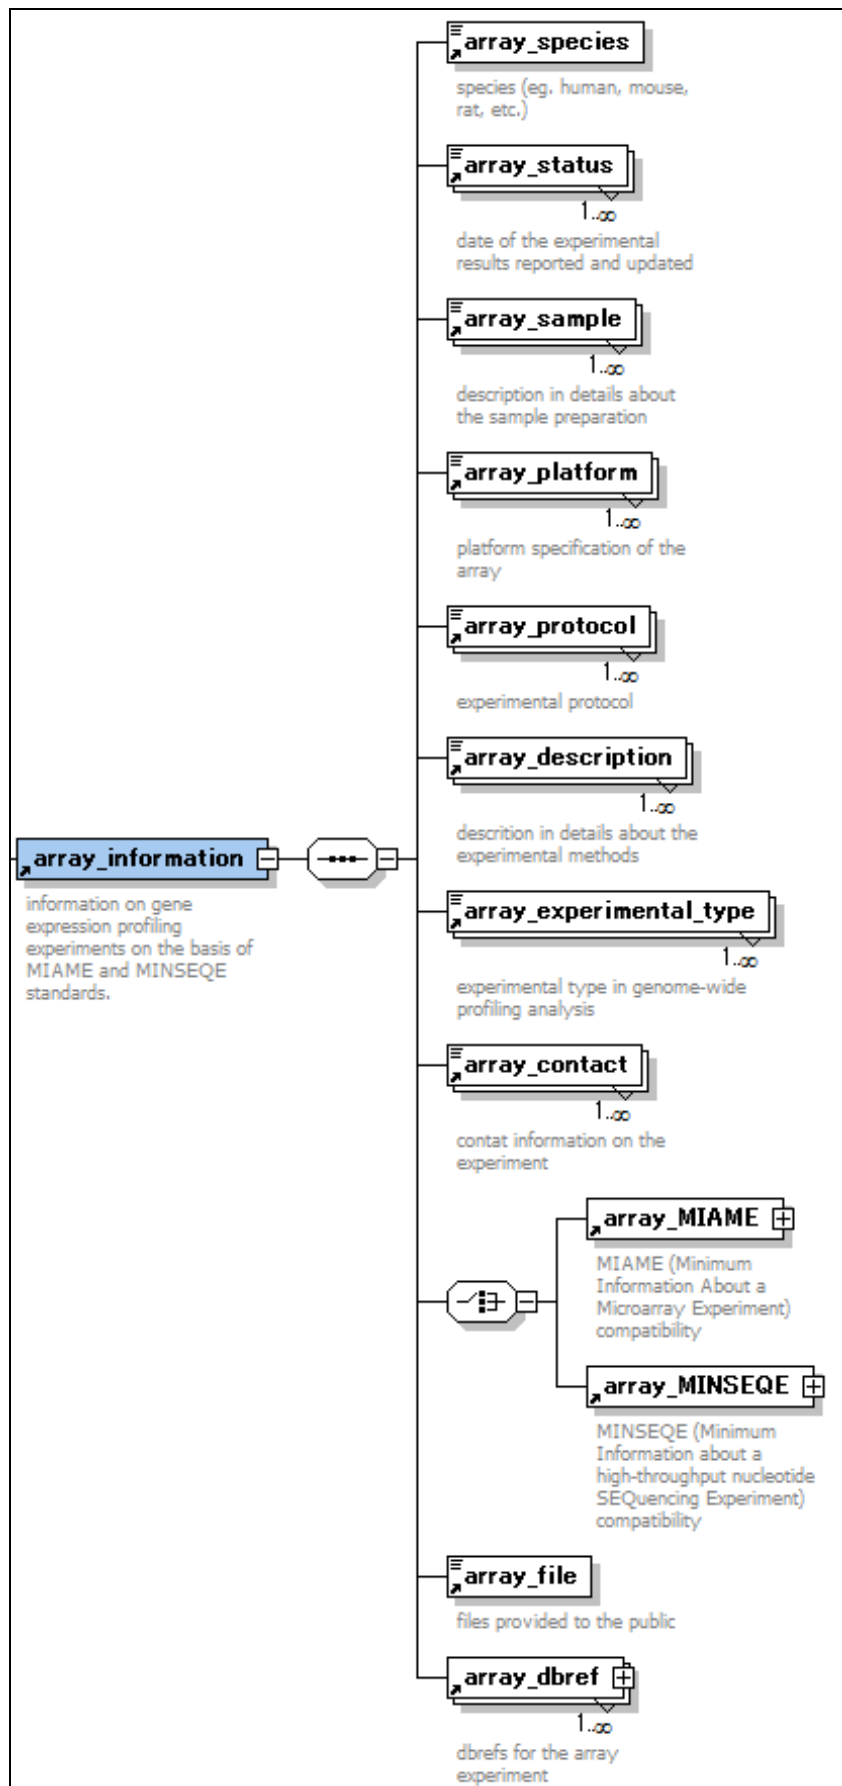 array_species
species (eg. human, mouse,
rat, etc.)
array_status
1..∞
date of the experimental
results reported and updated
array_sample
1..∞
description in details about
the sample preparation
array_platform
1..∞
platform specification of the
array
array_protocol
1..∞
experimental protocol
array_description
1..∞
descrition in details about the
experimental methods
array_information
information on gene
expression profiling
experiments on the basis of
MIAME and MINSEQE
standards.
array_experimental_type
1..∞
experimental type in genome-wide
profiling analysis
array_contact
1..∞
contat information on the
experiment
array_MIAME
MIAME (Minimum
Information About a
Microarray Experiment)
compatibility
array_MINSEQE
MINSEQE (Minimum
Information about a
high-throughput nucleotide
SEQuencing Experiment)
compatibility
array_file
files provided to the public
array_dbref
1..∞
dbrefs for the array
experiment